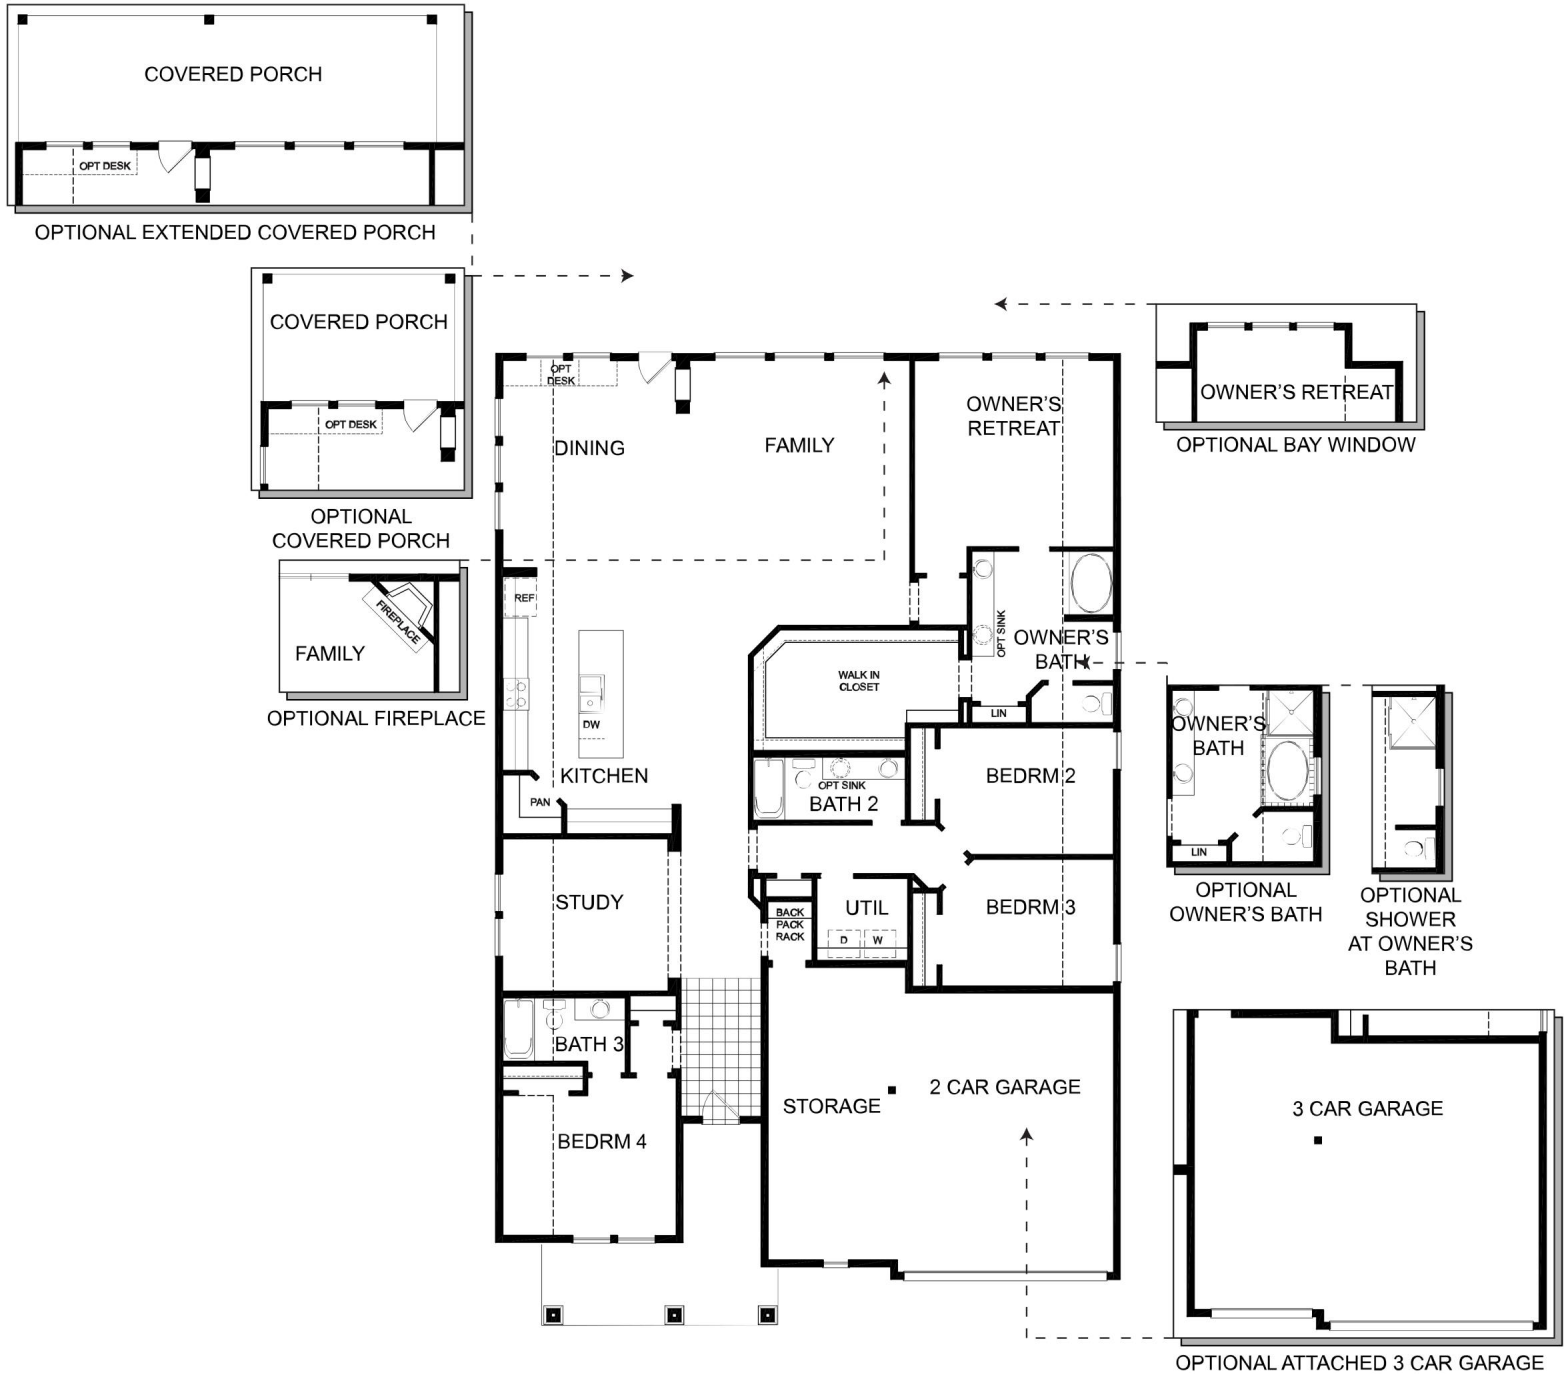 COVERED PORCH
OPT DESK
OPTIONAL EXTENDED COVERED PORCH
COVERED PORCH
OPT DESK
OPTIONAL
COVERED PORCH
FIREPLACE
FAMILY
OPTIONAL FIREPLACE
OPT
DESK
DINING
FAMILY
OWNER'S
RETREAT
OWNER'S RETREAT
OPTIONAL BAY WINDOW
REF
OPT SINK
OWNER'S
BATH
WALK IN
CLOSET
LIN
DW
KITCHEN
PAN
OPT SINK
BATH 2
BEDRM 2
STUDY
BACK
PACK
RACK
UTIL
D
W
BEDRM 3
OWNER'S
BATH
LIN
OPTIONAL
OWNER'S BATH
OPTIONAL
SHOWER
AT OWNER'S
BATH
BATH 3
BEDRM 4
STORAGE
2 CAR GARAGE
3 CAR GARAGE
OPTIONAL ATTACHED 3 CAR GARAGE